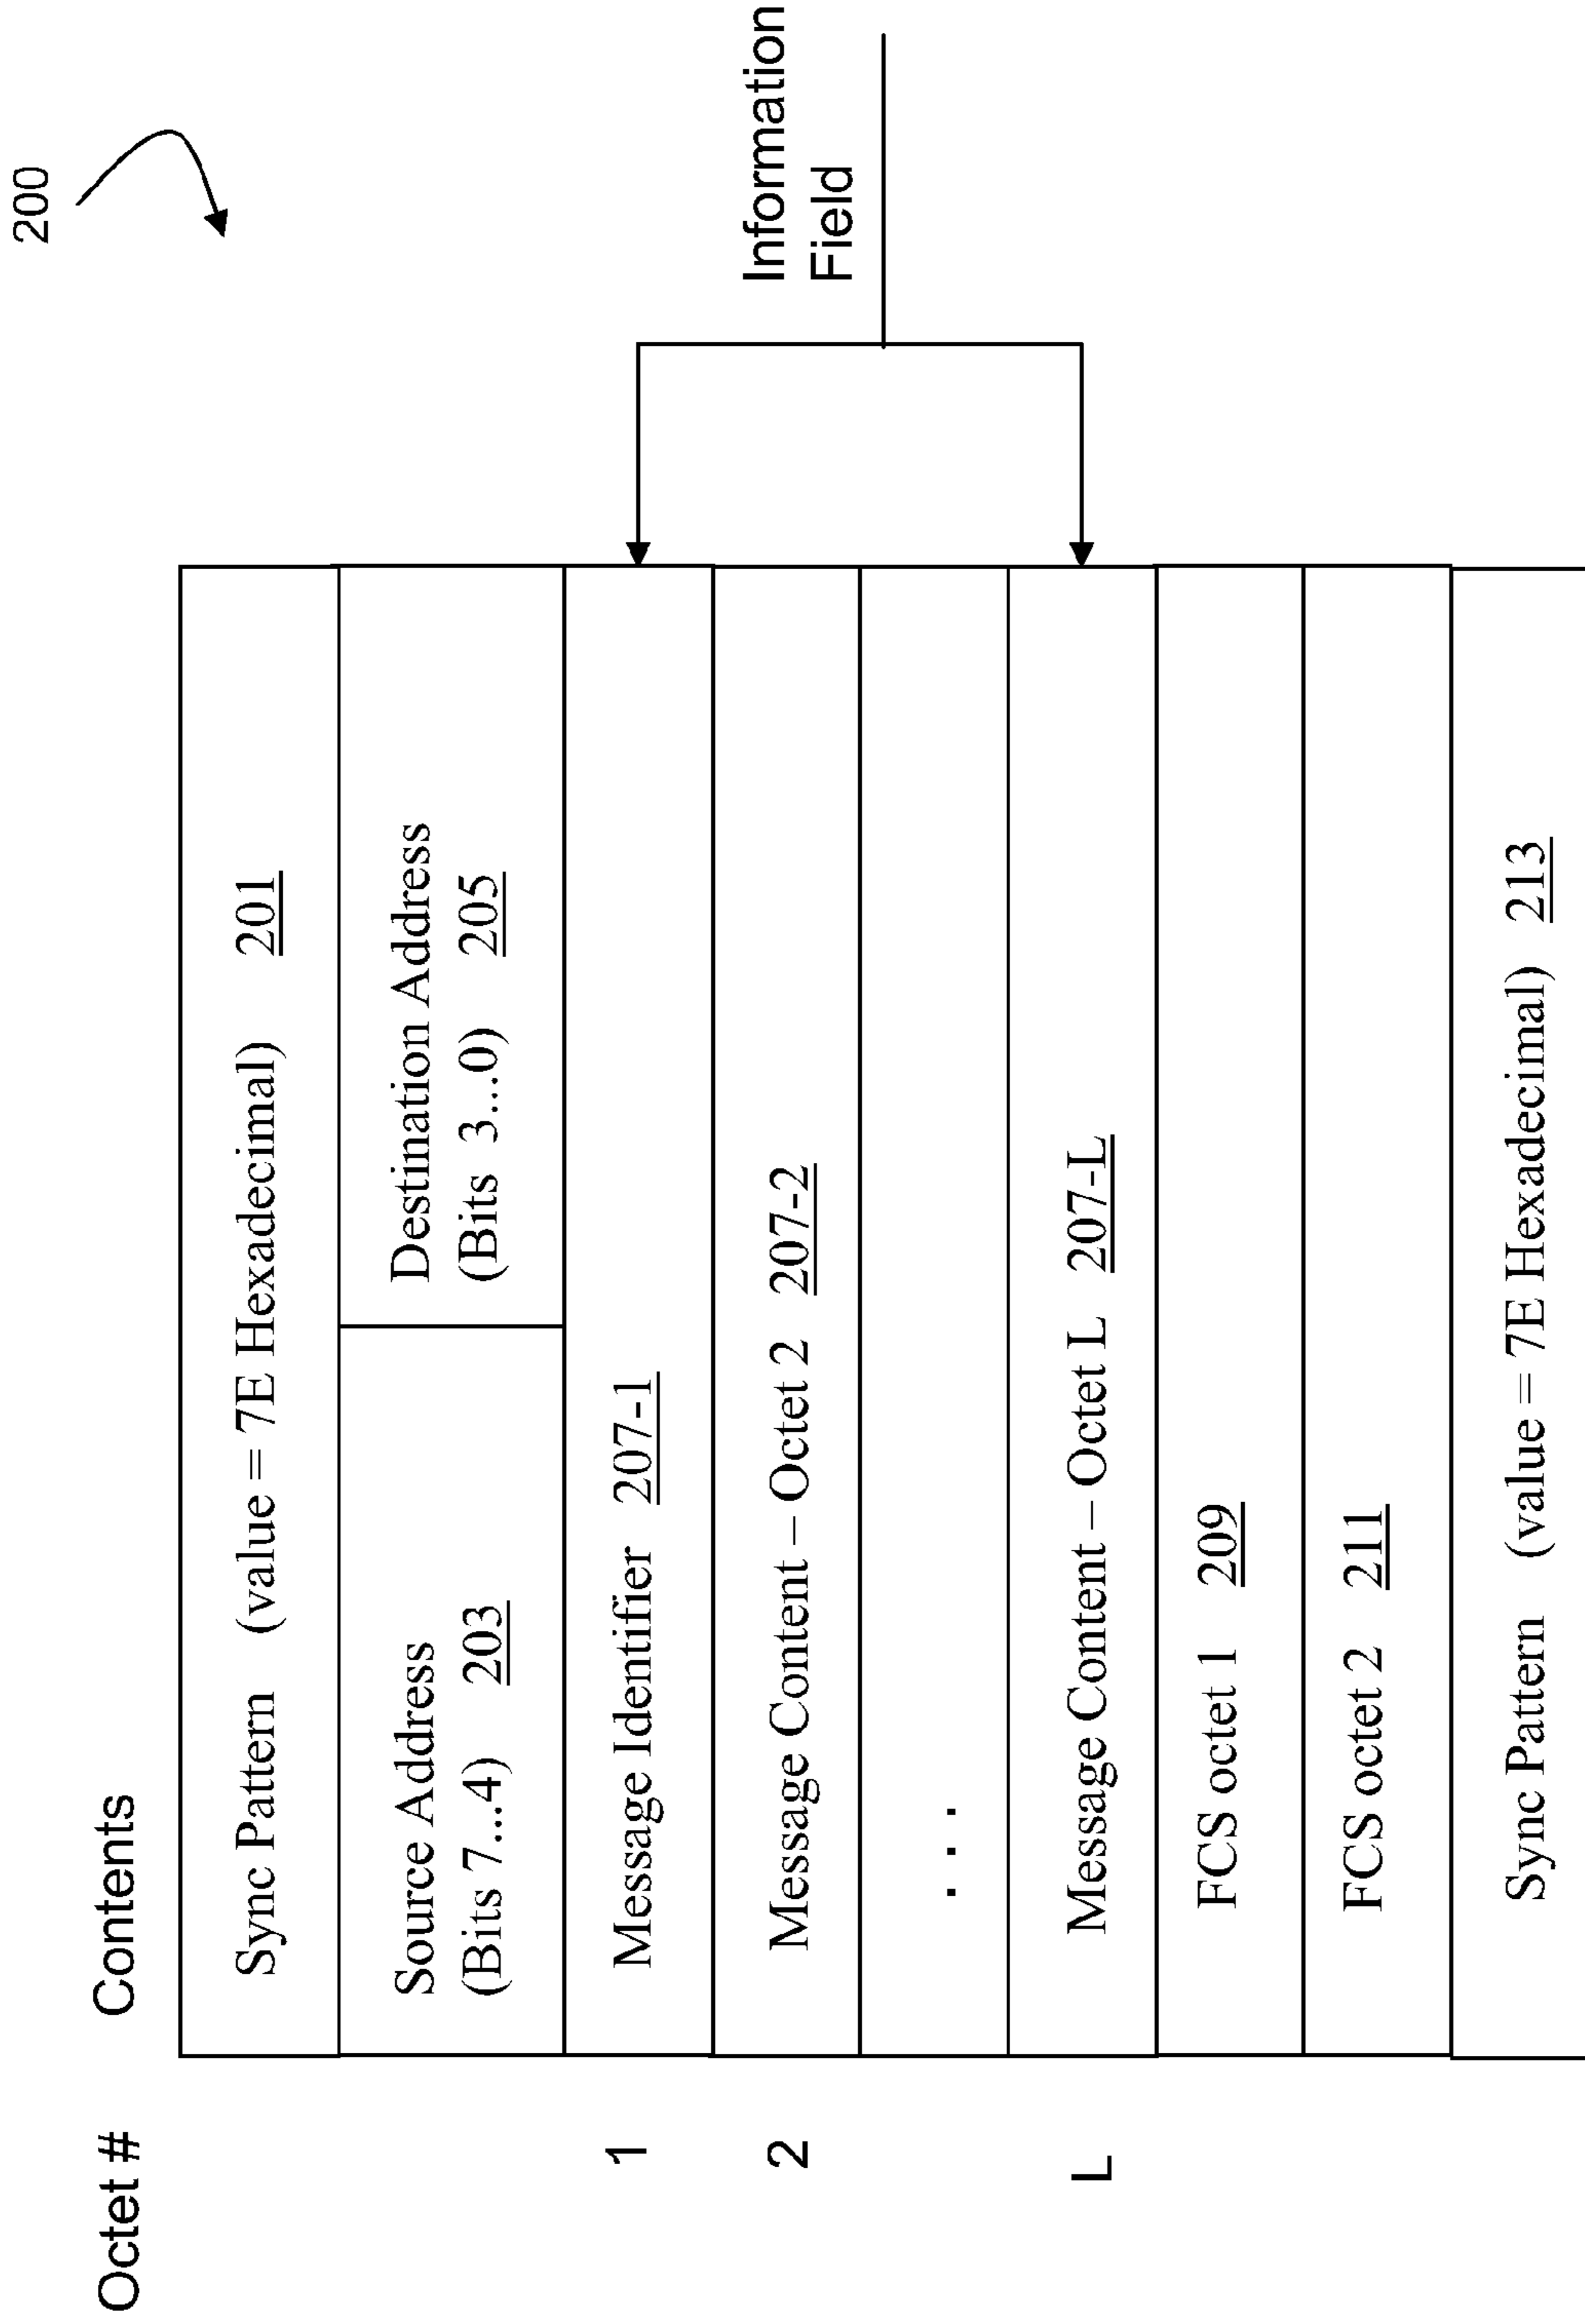 200
Octet # Contents
Sync Pattern (value = 7E Hexadecimal) 201
Source Address
(Bits 7...4) 203
Destination Address
(Bits 3...0) 205
1 Message Identifier 207-1
Information
Field
2 Message Content – Octet 2 207-2
. . .
L Message Content – Octet L 207-L
FCS octet 1 209
FCS octet 2 211
Sync Pattern (value = 7E Hexadecimal) 213